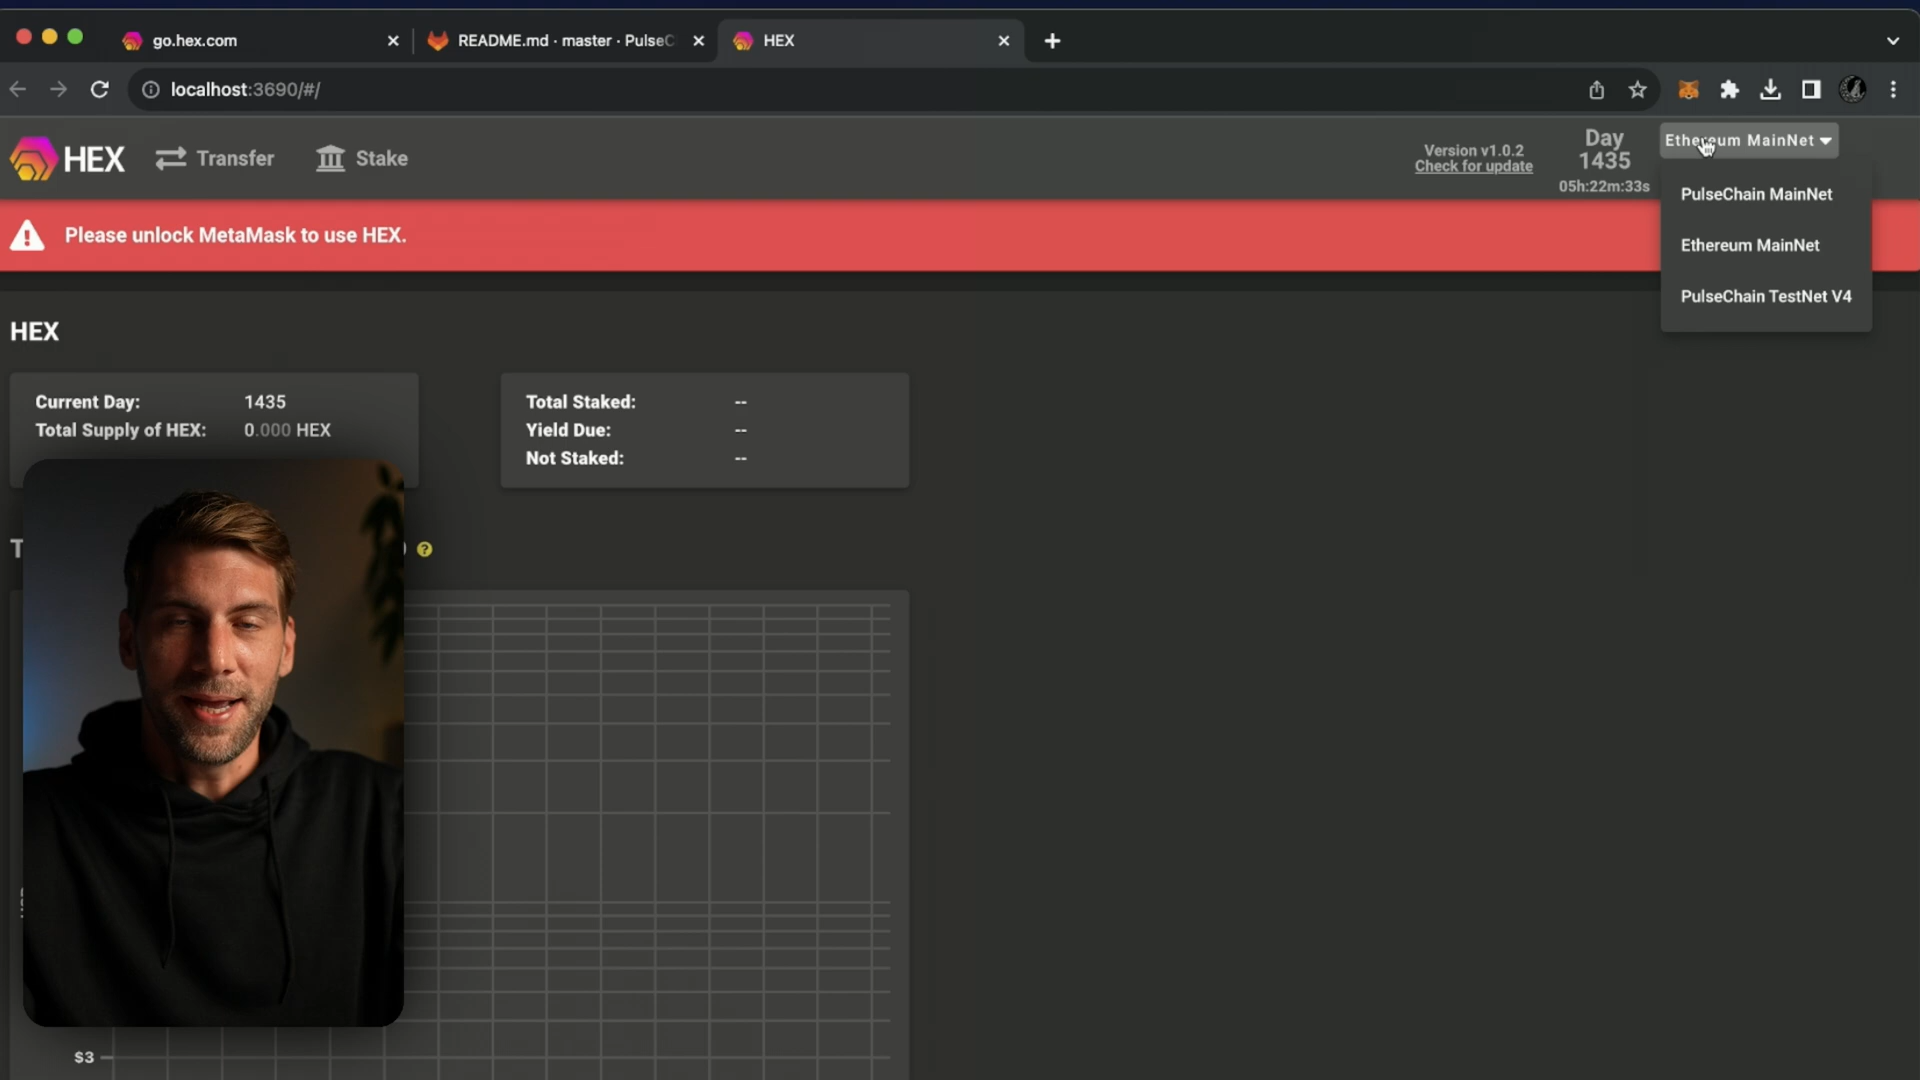 go.hex.com
README.md · master · PulseC
HEX
localhost:3690/#/
HEX
Transfer
Stake
Version v1.0.2
Check for update
Day
1435
05h:22m:33s
Ethereum MainNet
PulseChain MainNet
Ethereum MainNet
PulseChain TestNet V4
Please unlock MetaMask to use HEX.
HEX
Current Day: 1435
Total Supply of HEX: 0.000 HEX
Total Staked: --
Yield Due: --
Not Staked: --
T ) ?
$3